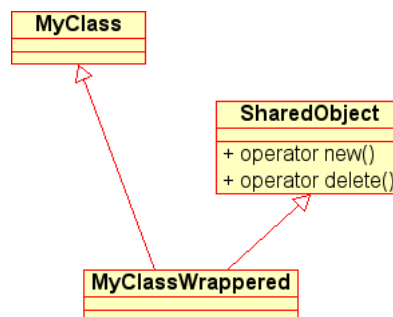 MyClass
SharedObject
+ operator new()
+ operator delete()
MyClassWrappered